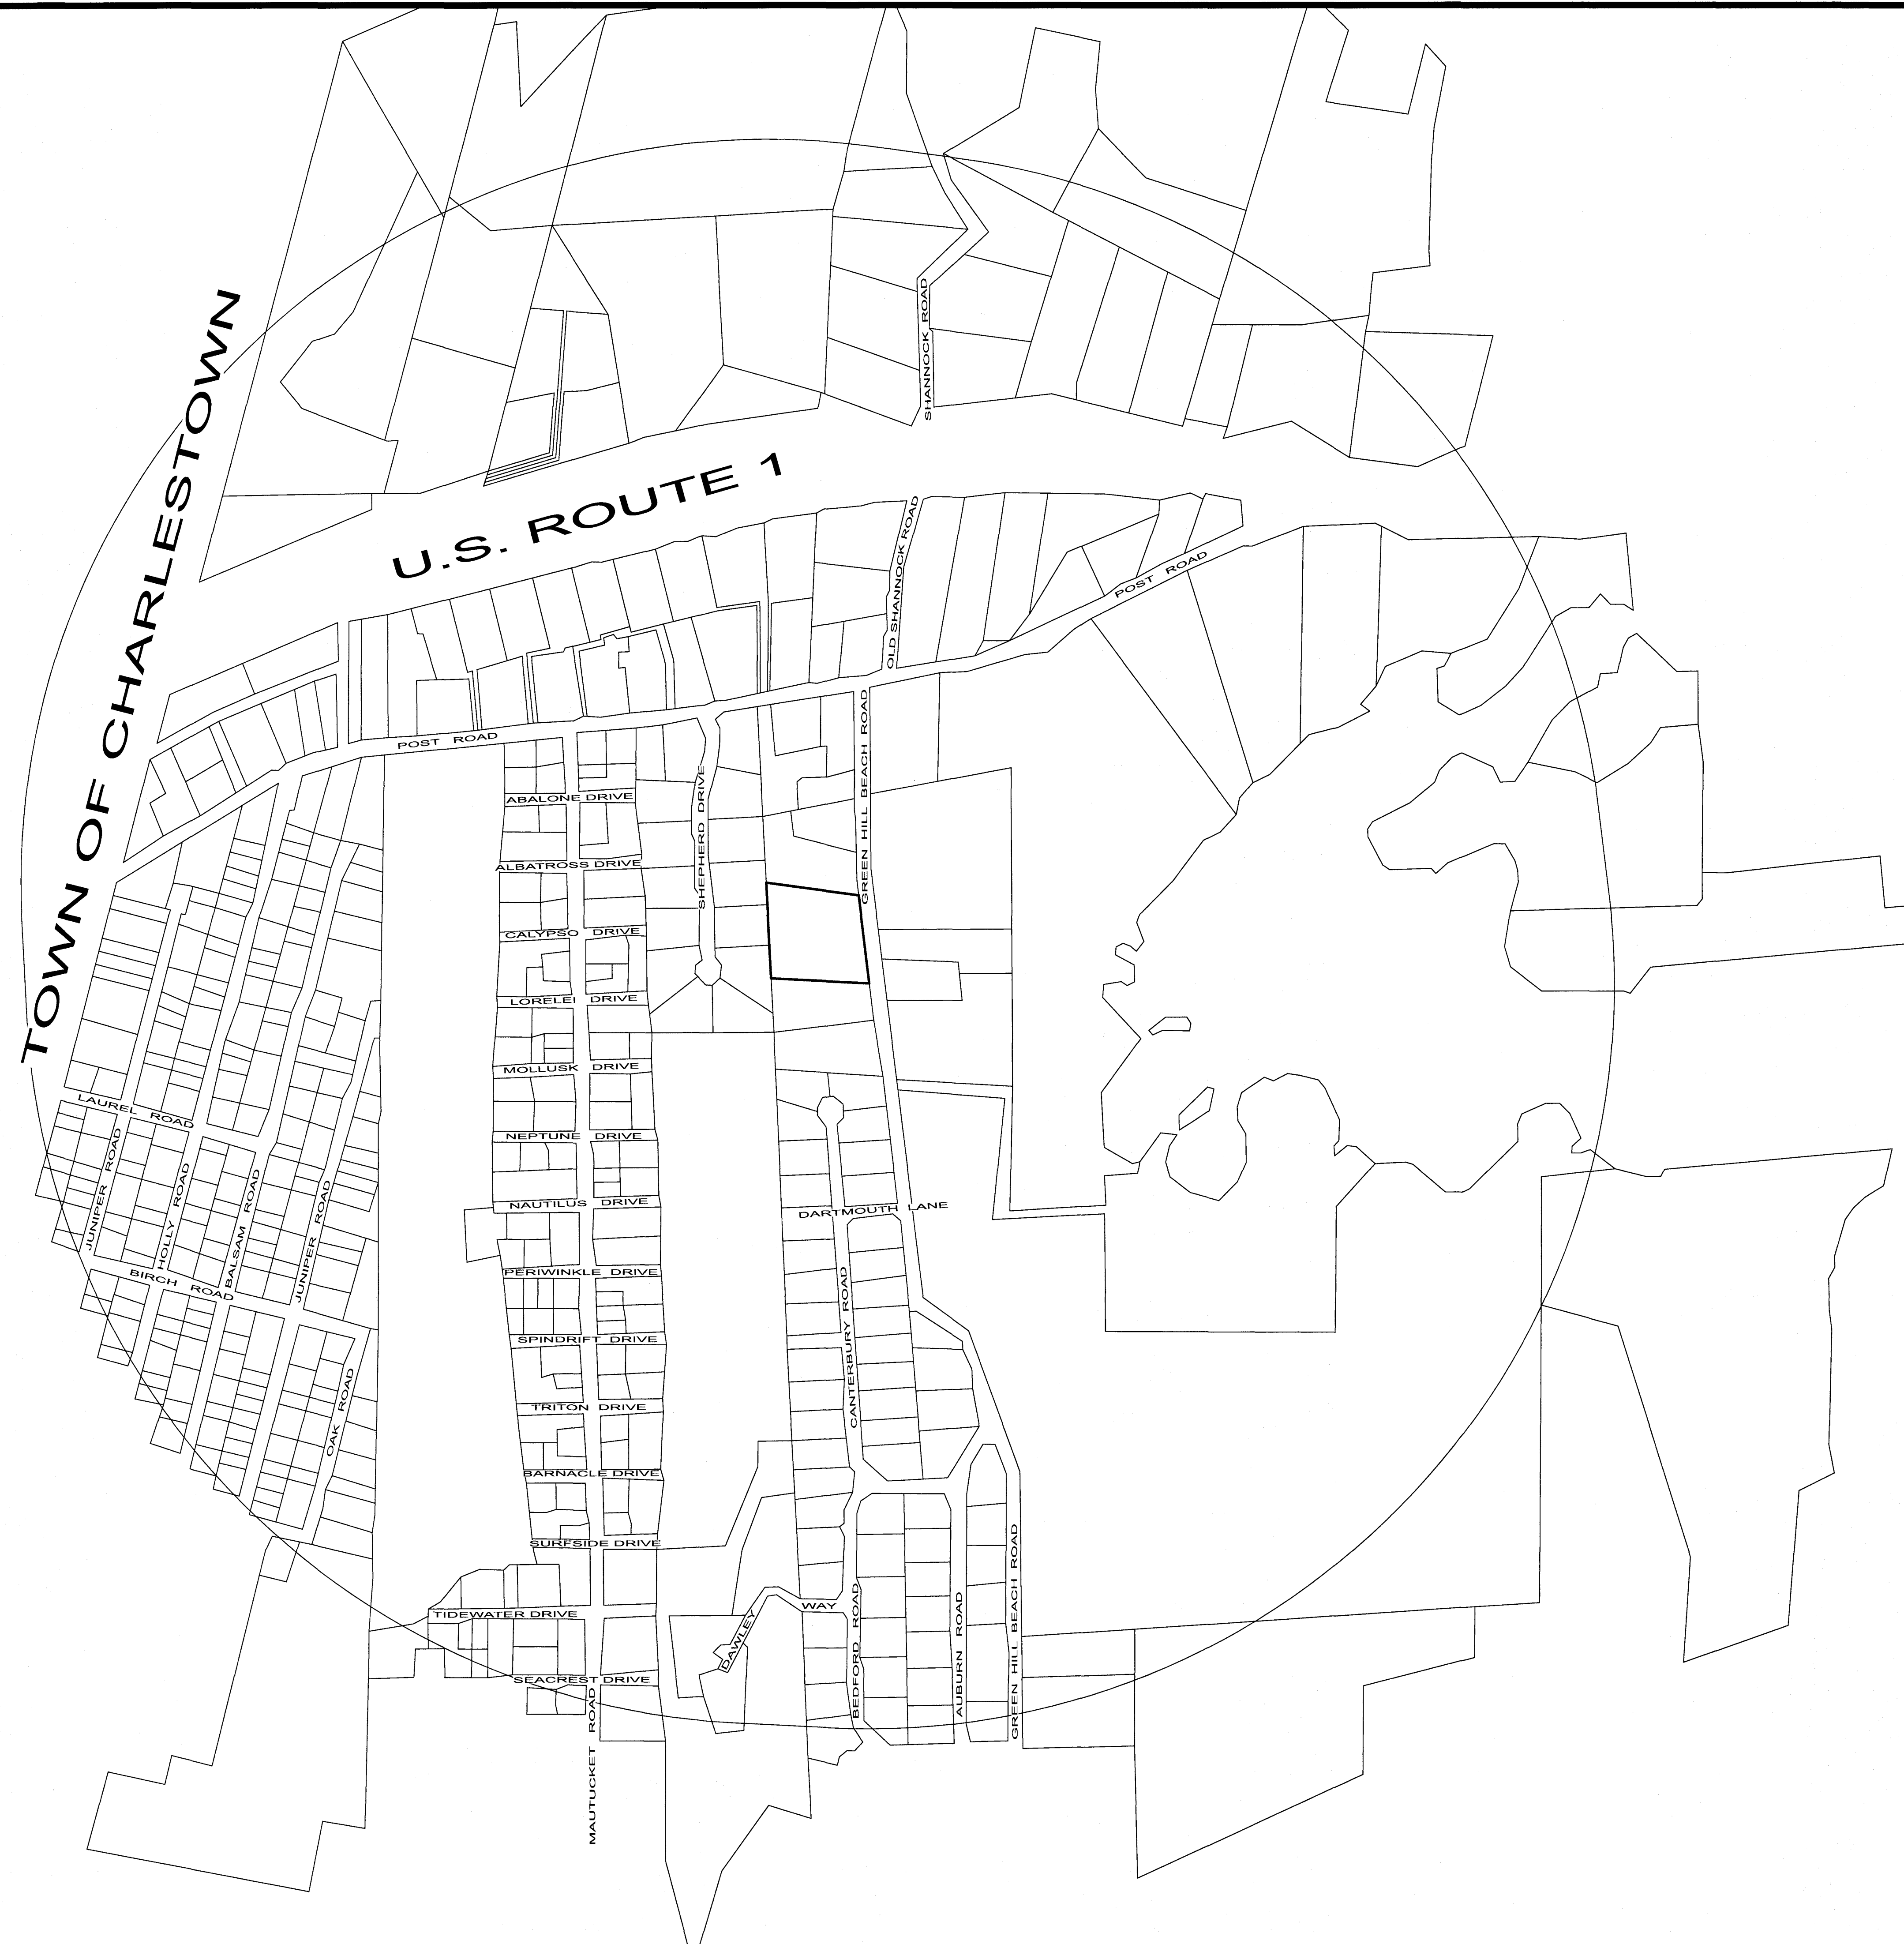 TOWN OF CHARLESTOWN
SHANNOCK ROAD
U.S. ROUTE 1
OLD SHANNOCK ROAD
POST ROAD
POST ROAD
GREEN HILL BEACH ROAD
SHEPHERD DRIVE
ABALONE DRIVE
ALBATROSS DRIVE
CALYPSO DRIVE
LORELEI DRIVE
MOLLUSK DRIVE
NEPTUNE DRIVE
NAUTILUS DRIVE
PERIWINKLE DRIVE
SPINDRIFT DRIVE
TRITON DRIVE
BARNACLE DRIVE
SURFSIDE DRIVE
TIDEWATER DRIVE
SEACREST DRIVE
MAUTUCKET ROAD
LAUREL ROAD
JUNIPER ROAD
HOLLY ROAD
BALSAM ROAD
JUNIPER ROAD
BIRCH ROAD
OAK ROAD
DARTMOUTH LANE
CANTERBURY ROAD
DAWLEY WAY
BEDFORD ROAD
AUBURN ROAD
GREEN HILL BEACH ROAD